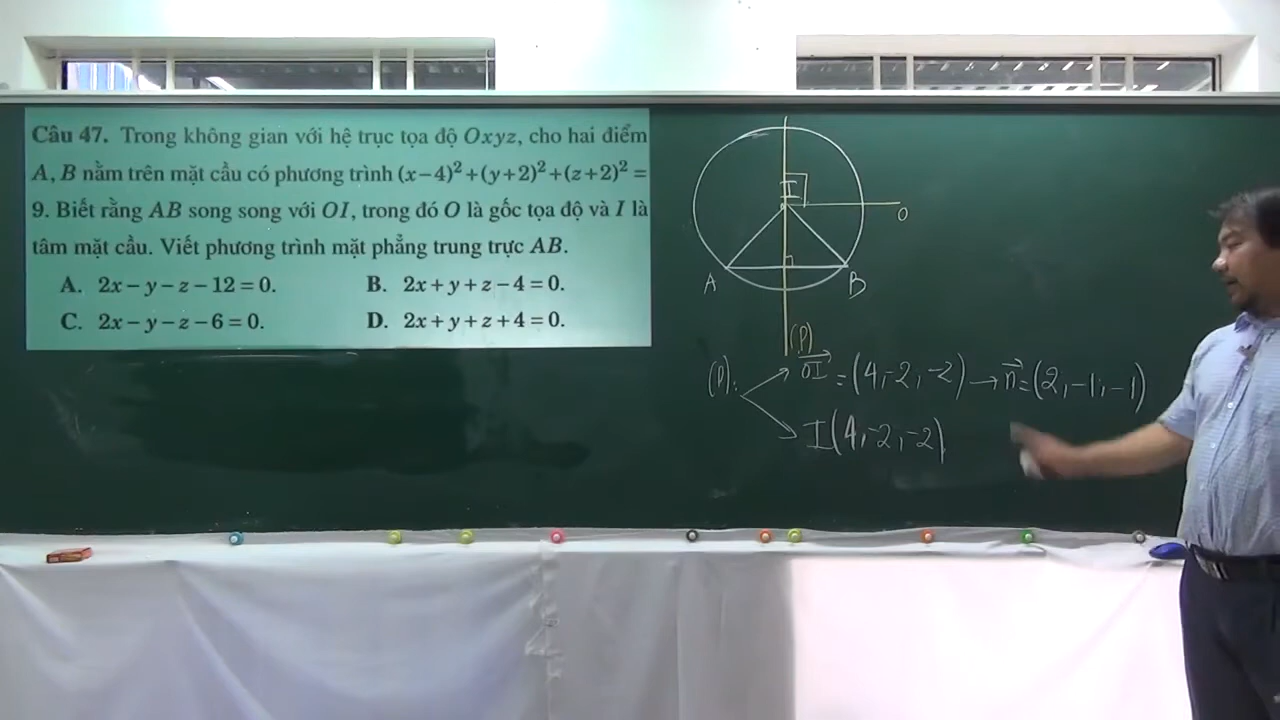 Câu 47. Trong không gian với hệ trục tọa độ Oxyz, cho hai điểm
A, B nằm trên mặt cầu có phương trình (x−4)²+(y+2)²+(z+2)² =
9. Biết rằng AB song song với OI, trong đó O là gốc tọa độ và I là
tâm mặt cầu. Viết phương trình mặt phẳng trung trực AB.
A. 2x−y−z−12=0. B. 2x+y+z−4=0.
C. 2x−y−z−6=0. D. 2x+y+z+4=0.
I
O
A B
(P)
(P): OI⃗ = (4,-2,-2) → n⃗ = (2,-1,-1)
I(4,-2,-2)